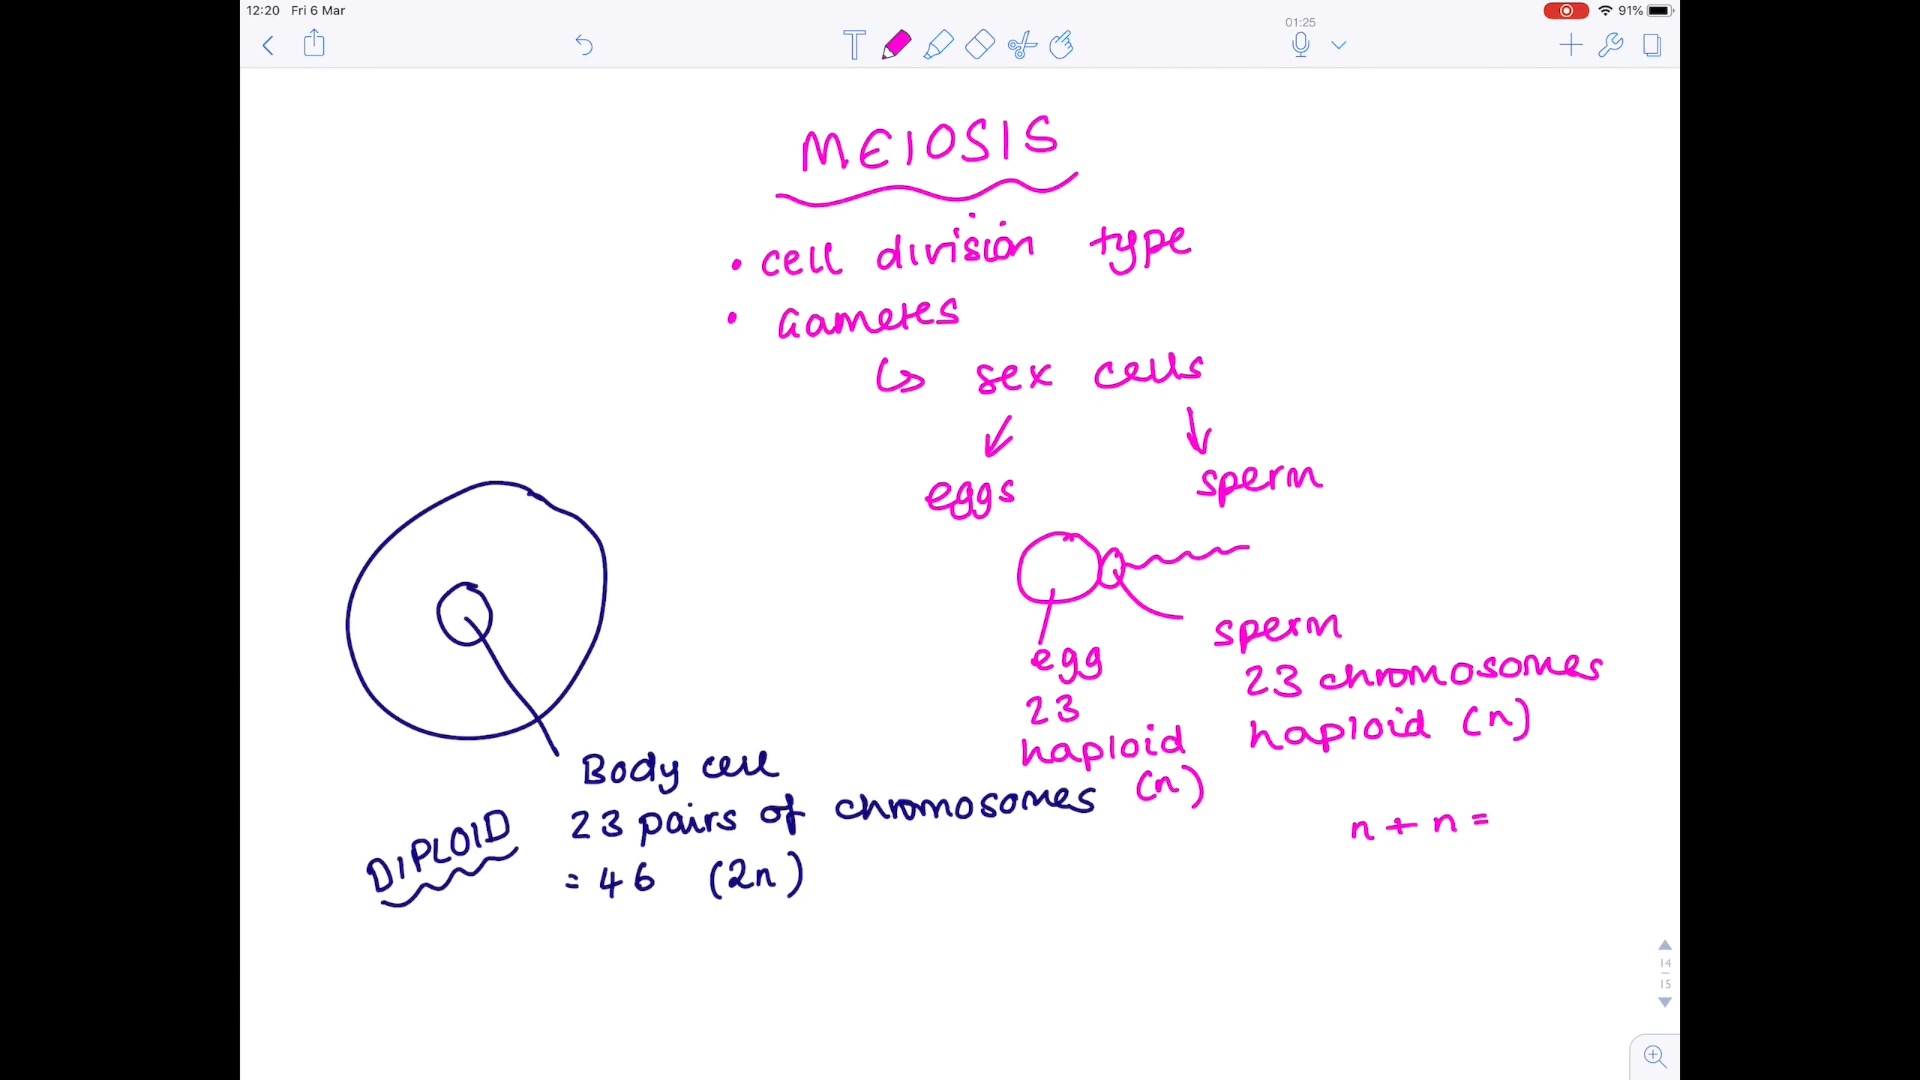 12:20 Fri 6 Mar
91%
01:25
T
MEIOSIS
• cell division type
• Gametes
↳ sex cells
eggs
sperm
egg
23
haploid
(n)
sperm
23 chromosomes
haploid (n)
n + n =
Body cell
23 pairs of chromosomes
= 46 (2n)
DIPLOID
14
15